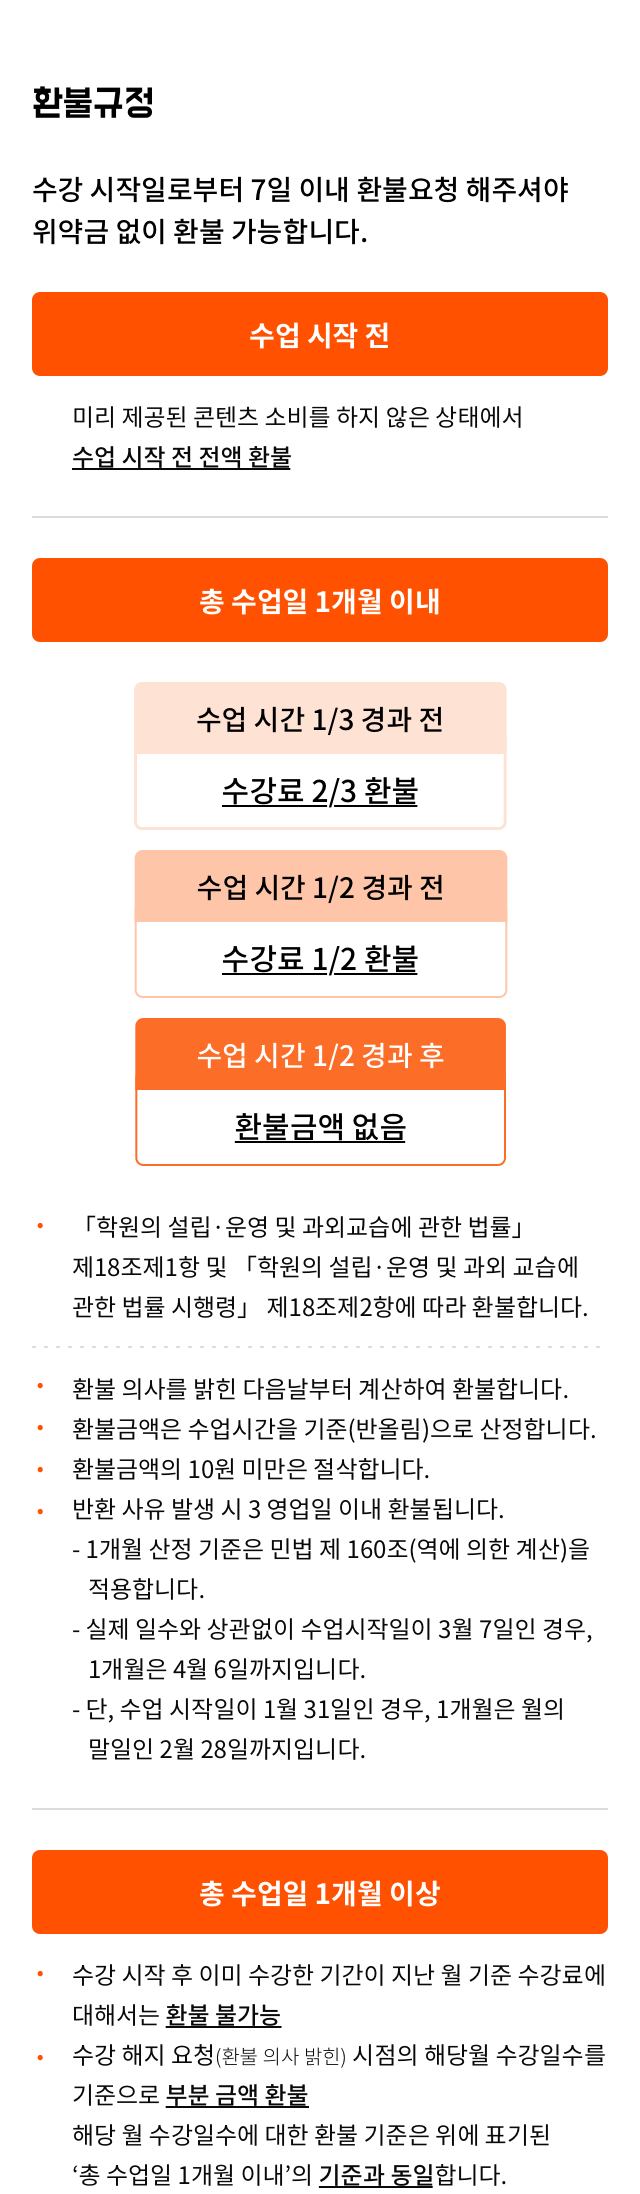 환불규정
수강 시작일로부터 7일 이내 환불요청 해주셔야
위약금 없이 환불 가능합니다.
수업 시작 전
미리 제공된 콘텐츠 소비를 하지 않은 상태에서
수업 시작 전 전액 환불
총 수업일 1개월 이내
수업 시간 1/3 경과 전
수강료 2/3 환불
수업 시간 1/2 경과 전
수강료 1/2 환불
수업 시간 1/2 경과 후
환불금액 없음
• 「학원의 설립·운영 및 과외교습에 관한 법률」
제18조제1항 및 「학원의 설립·운영 및 과외 교습에
관한 법률 시행령」 제18조제2항에 따라 환불합니다.
• 환불 의사를 밝힌 다음날부터 계산하여 환불합니다.
• 환불금액은 수업시간을 기준(반올림)으로 산정합니다.
• 환불금액의 10원 미만은 절삭합니다.
• 반환 사유 발생 시 3 영업일 이내 환불됩니다.
- 1개월 산정 기준은 민법 제 160조(역에 의한 계산)을
적용합니다.
- 실제 일수와 상관없이 수업시작일이 3월 7일인 경우,
1개월은 4월 6일까지입니다.
- 단, 수업 시작일이 1월 31일인 경우, 1개월은 월의
말일인 2월 28일까지입니다.
총 수업일 1개월 이상
• 수강 시작 후 이미 수강한 기간이 지난 월 기준 수강료에
대해서는 환불 불가능
• 수강 해지 요청(환불 의사 밝힌) 시점의 해당월 수강일수를
기준으로 부분 금액 환불
해당 월 수강일수에 대한 환불 기준은 위에 표기된
‘총 수업일 1개월 이내’의 기준과 동일합니다.